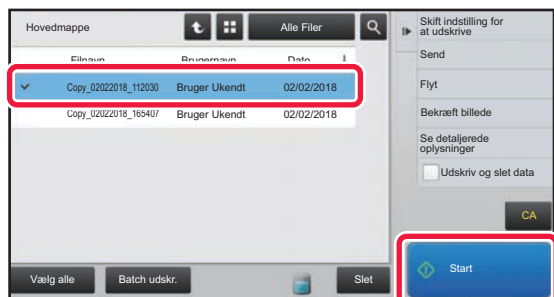 Hovedmappe
Alle Filer
Filnavn Brugernavn Dato
Copy_02022018_112030 Bruger Ukendt 02/02/2018
Copy_02022018_165407 Bruger Ukendt 02/02/2018
Vælg alle
Batch udskr.
Slet
Skift indstilling for
at udskrive
Send
Flyt
Bekræft billede
Se detaljerede
oplysninger
Udskriv og slet data
CA
Start